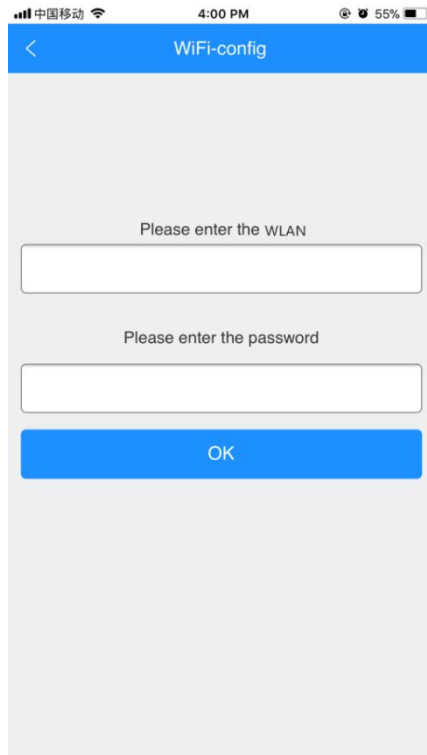 中国移动 4:00 PM 55%
WiFi-config
Please enter the WLAN
Please enter the password
OK